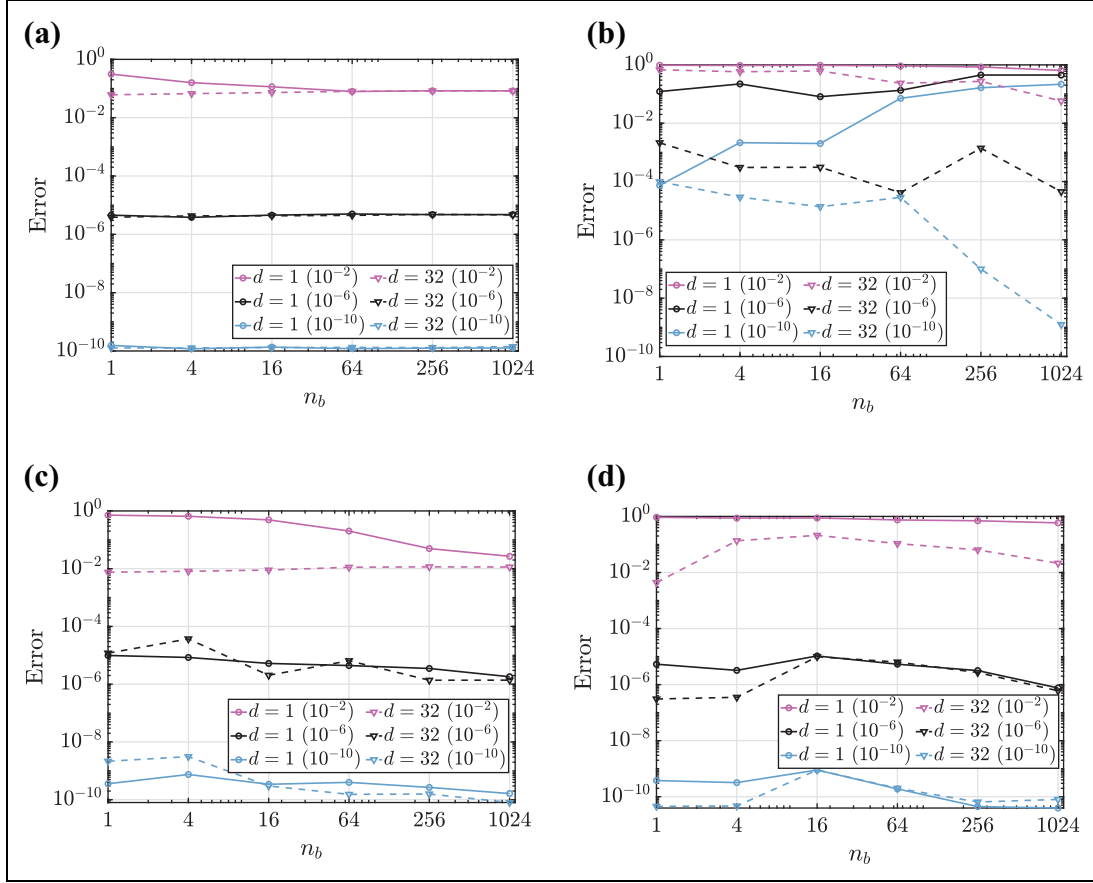 (a)
10^0
10^-2
10^-4
10^-6
10^-8
10^-10
Error
d = 1 (10^-2) d = 32 (10^-2)
d = 1 (10^-6) d = 32 (10^-6)
d = 1 (10^-10) d = 32 (10^-10)
1 4 16 64 256 1024
n_b
(b)
10^0
10^-2
10^-4
10^-6
10^-8
10^-10
Error
d = 1 (10^-2) d = 32 (10^-2)
d = 1 (10^-6) d = 32 (10^-6)
d = 1 (10^-10) d = 32 (10^-10)
1 4 16 64 256 1024
n_b
(c)
10^0
10^-2
10^-4
10^-6
10^-8
10^-10
Error
d = 1 (10^-2) d = 32 (10^-2)
d = 1 (10^-6) d = 32 (10^-6)
d = 1 (10^-10) d = 32 (10^-10)
1 4 16 64 256 1024
n_b
(d)
10^0
10^-2
10^-4
10^-6
10^-8
10^-10
Error
d = 1 (10^-2) d = 32 (10^-2)
d = 1 (10^-6) d = 32 (10^-6)
d = 1 (10^-10) d = 32 (10^-10)
1 4 16 64 256 1024
n_b